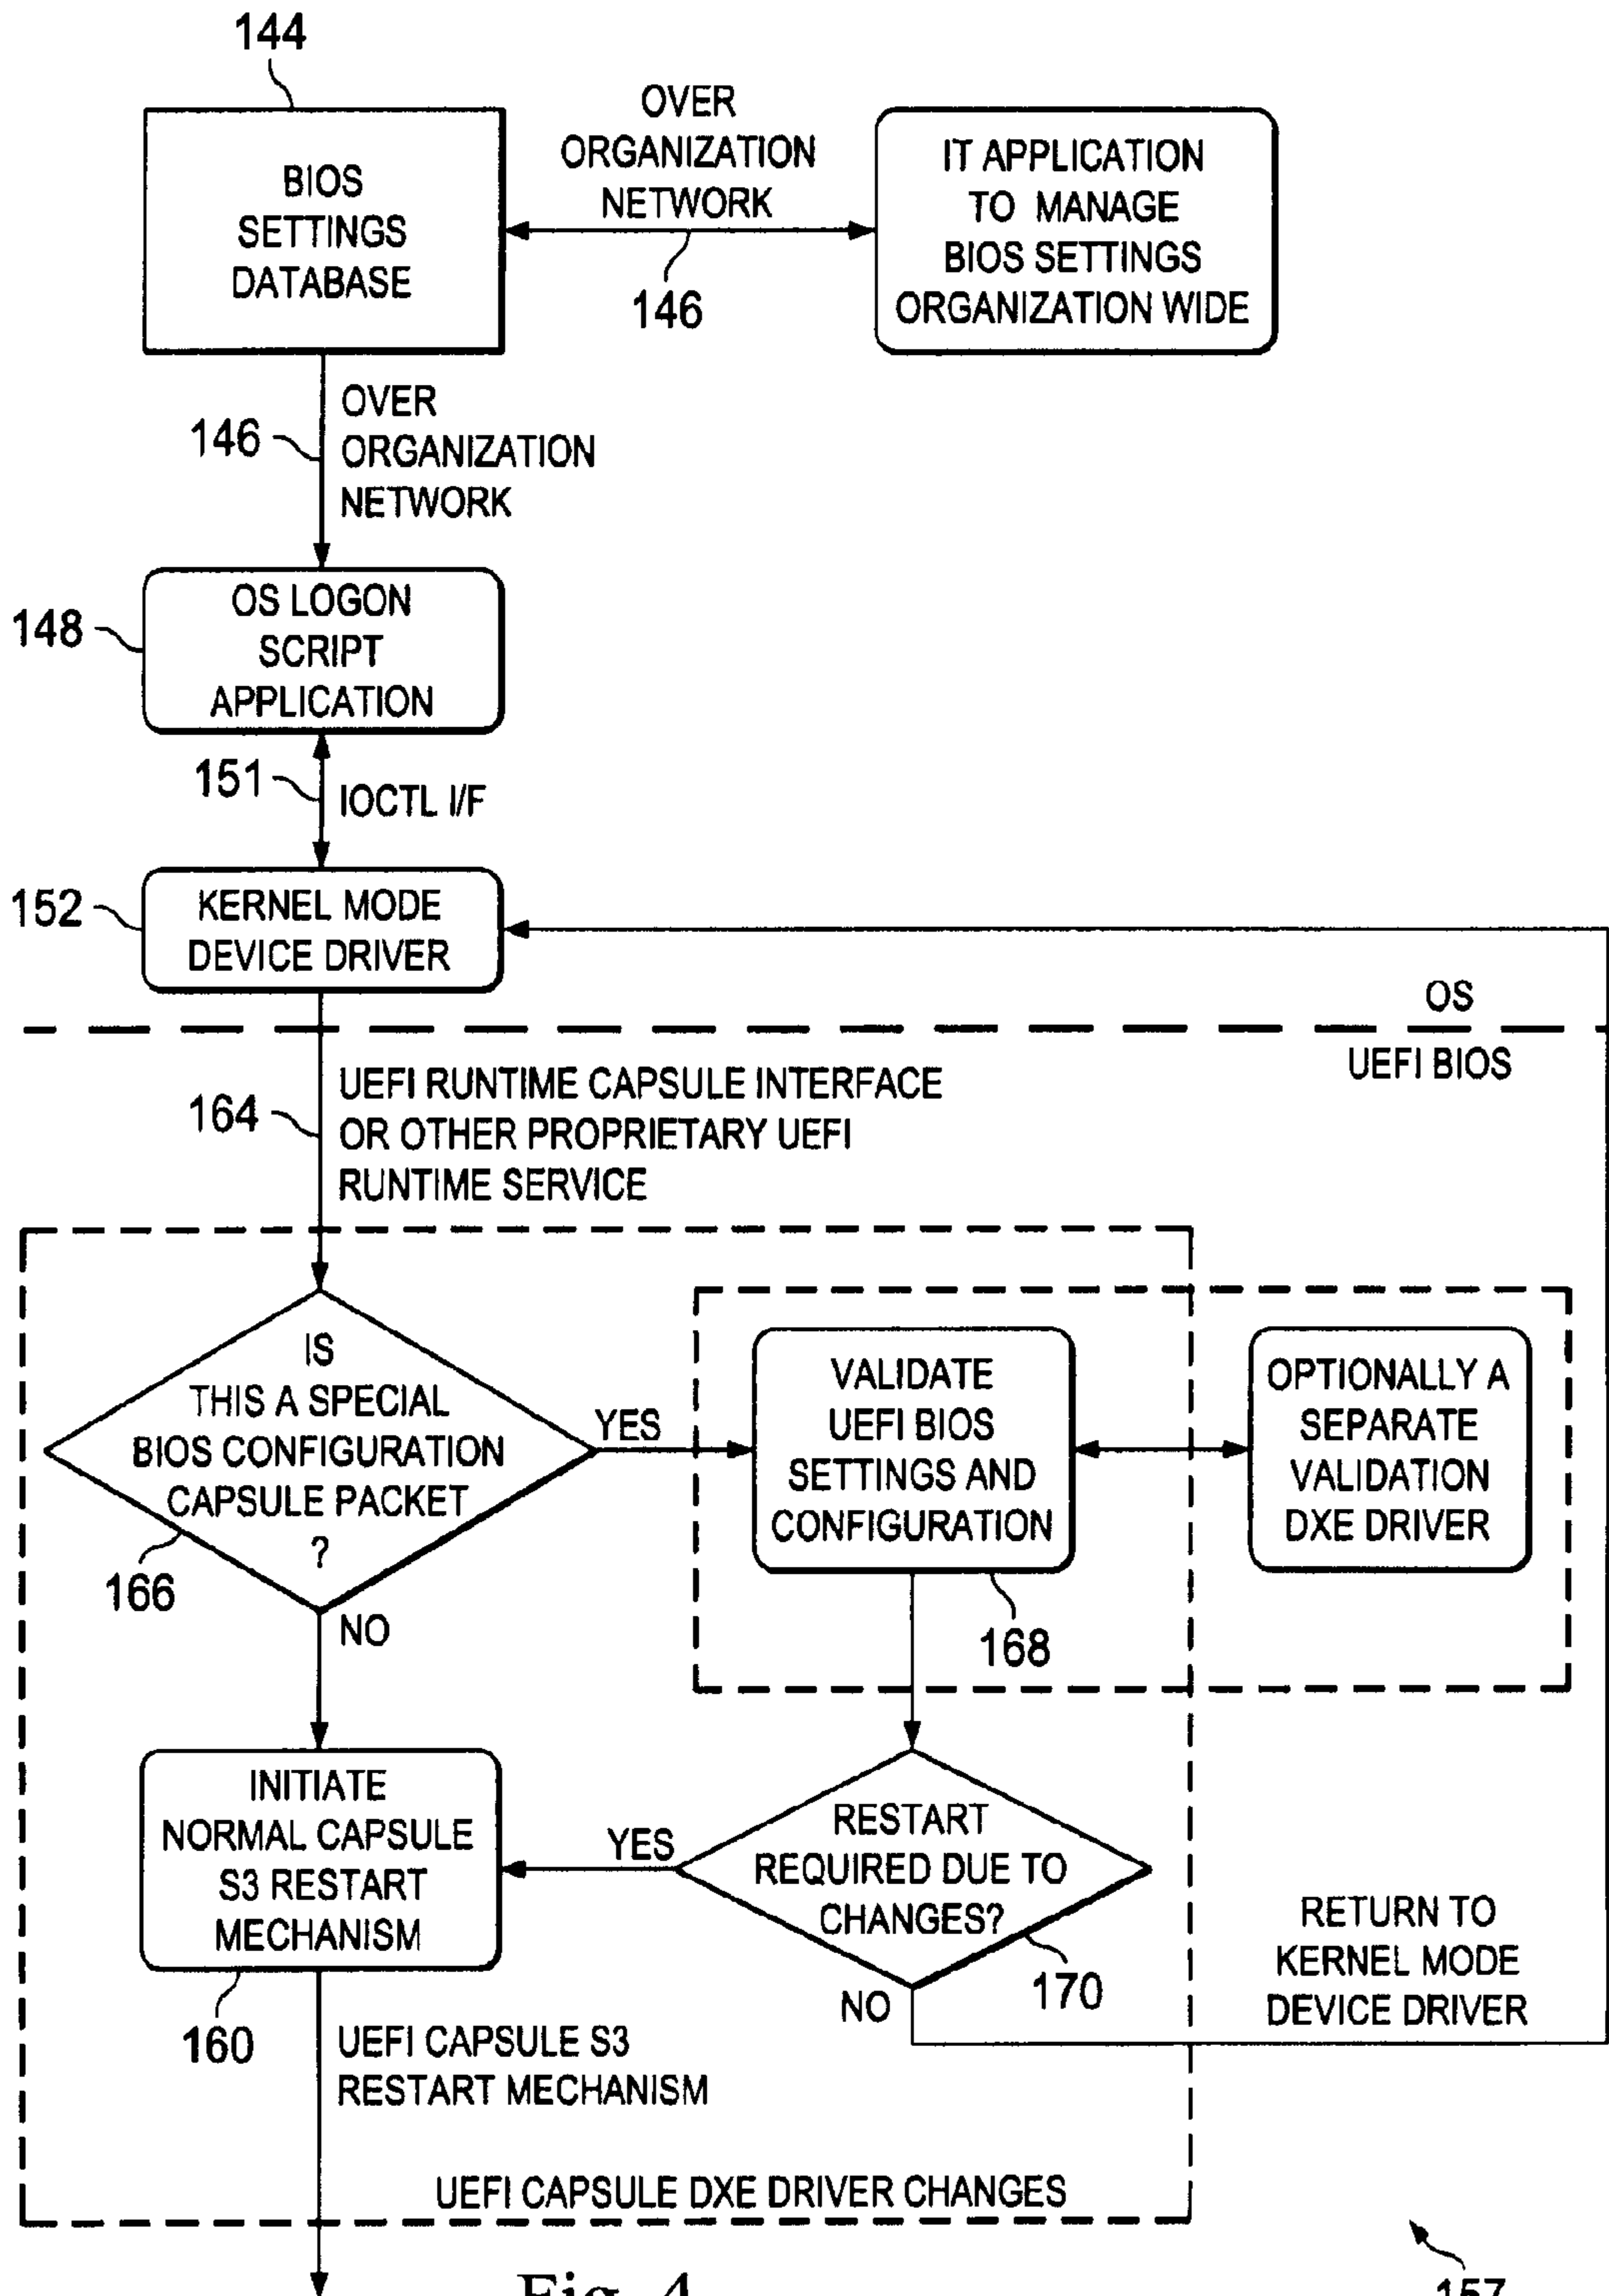 144
BIOS
SETTINGS
DATABASE
OVER
ORGANIZATION
NETWORK
146
IT APPLICATION
TO MANAGE
BIOS SETTINGS
ORGANIZATION WIDE
146
OVER
ORGANIZATION
NETWORK
148
OS LOGON
SCRIPT
APPLICATION
151
IOCTL I/F
152
KERNEL MODE
DEVICE DRIVER
OS
UEFI BIOS
164
UEFI RUNTIME CAPSULE INTERFACE
OR OTHER PROPRIETARY UEFI
RUNTIME SERVICE
IS
THIS A SPECIAL
BIOS CONFIGURATION
CAPSULE PACKET
?
166
YES
NO
VALIDATE
UEFI BIOS
SETTINGS AND
CONFIGURATION
168
OPTIONALLY A
SEPARATE
VALIDATION
DXE DRIVER
INITIATE
NORMAL CAPSULE
S3 RESTART
MECHANISM
160
YES
RESTART
REQUIRED DUE TO
CHANGES?
170
NO
RETURN TO
KERNEL MODE
DEVICE DRIVER
UEFI CAPSULE S3
RESTART MECHANISM
UEFI CAPSULE DXE DRIVER CHANGES
Fig. 4
157